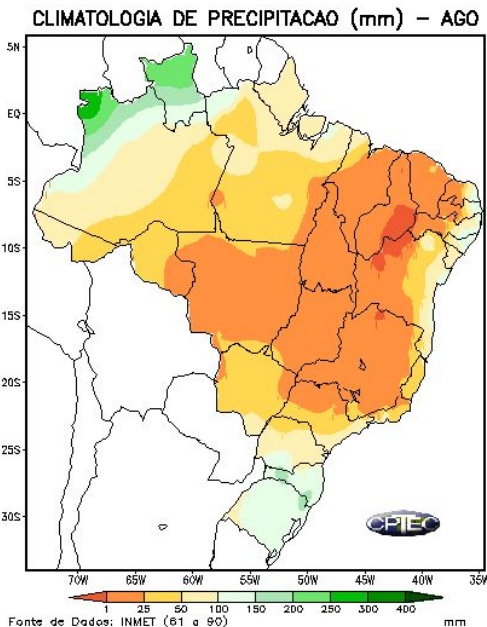 CLIMATOLOGIA DE PRECIPITACAO (mm) – AGO
5N
EQ
5S
10S
15S
20S
25S
30S
CPTEC
70W 65W 60W 55W 50W 45W 40W 35W
1 25 50 100 150 200 250 300 400
Fonte de Dados: INMET (61 a 90) mm